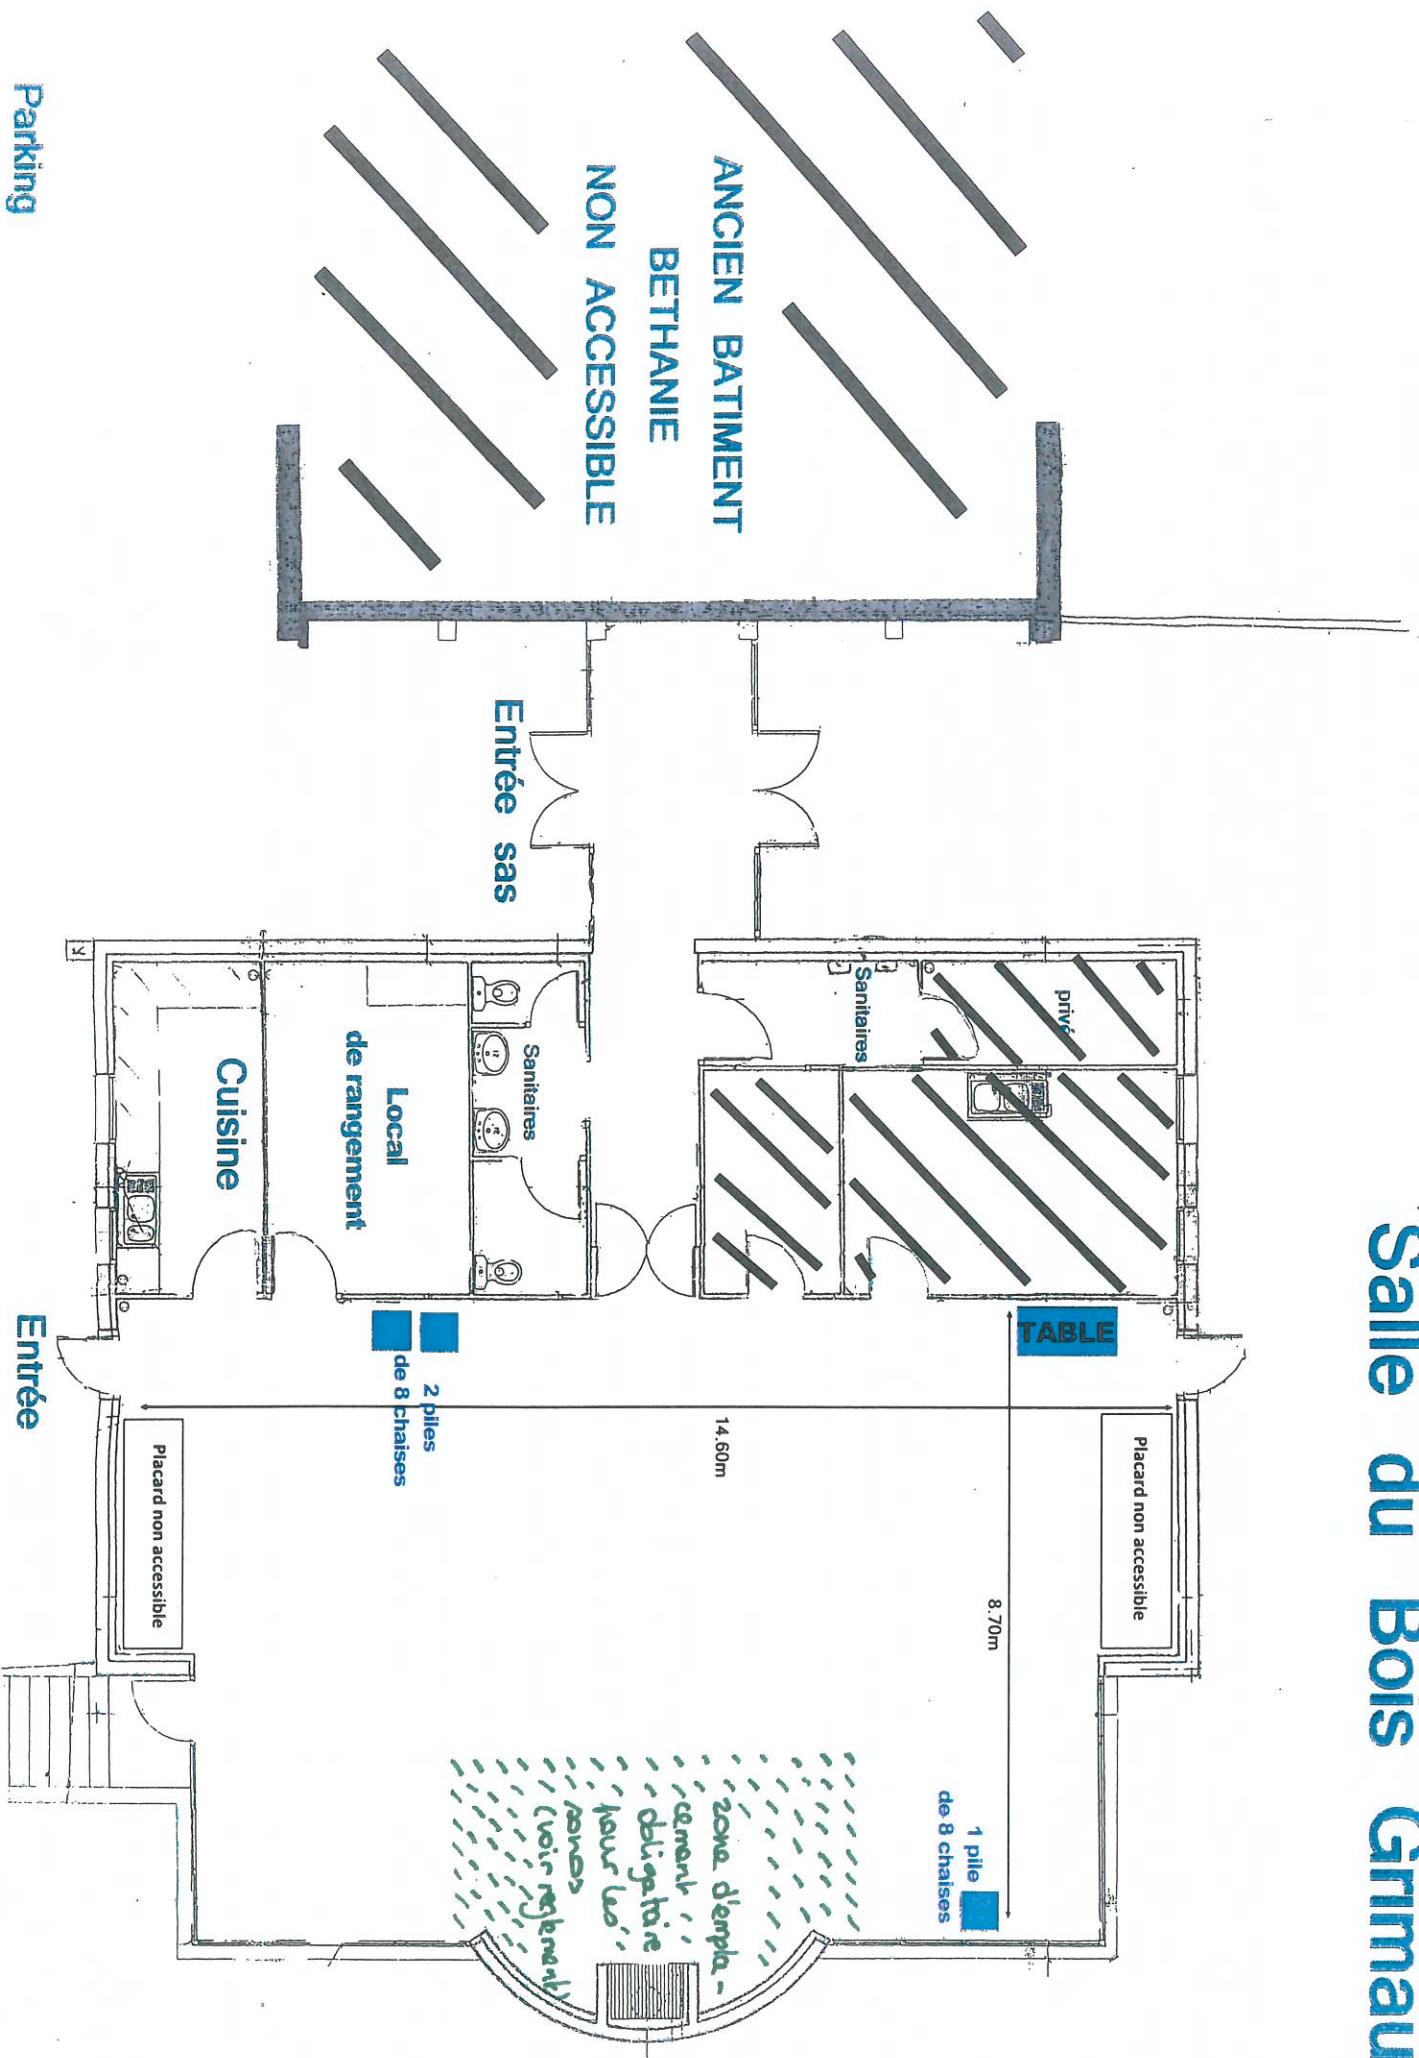 Salle du Bois Grimau
ANCIEN BATIMENT
BETHANIE
NON ACCESSIBLE
Parking
Entrée sas
privé
Sanitaires
Sanitaires
Local
de rangement
Cuisine
Entrée
TABLE
2 piles
de 8 chaises
14.60m
8.70m
Placard non accessible
Placard non accessible
1 pile
de 8 chaises
zone d'empla-
cement
obligatoire
pour les
sonos
(voir reglement)